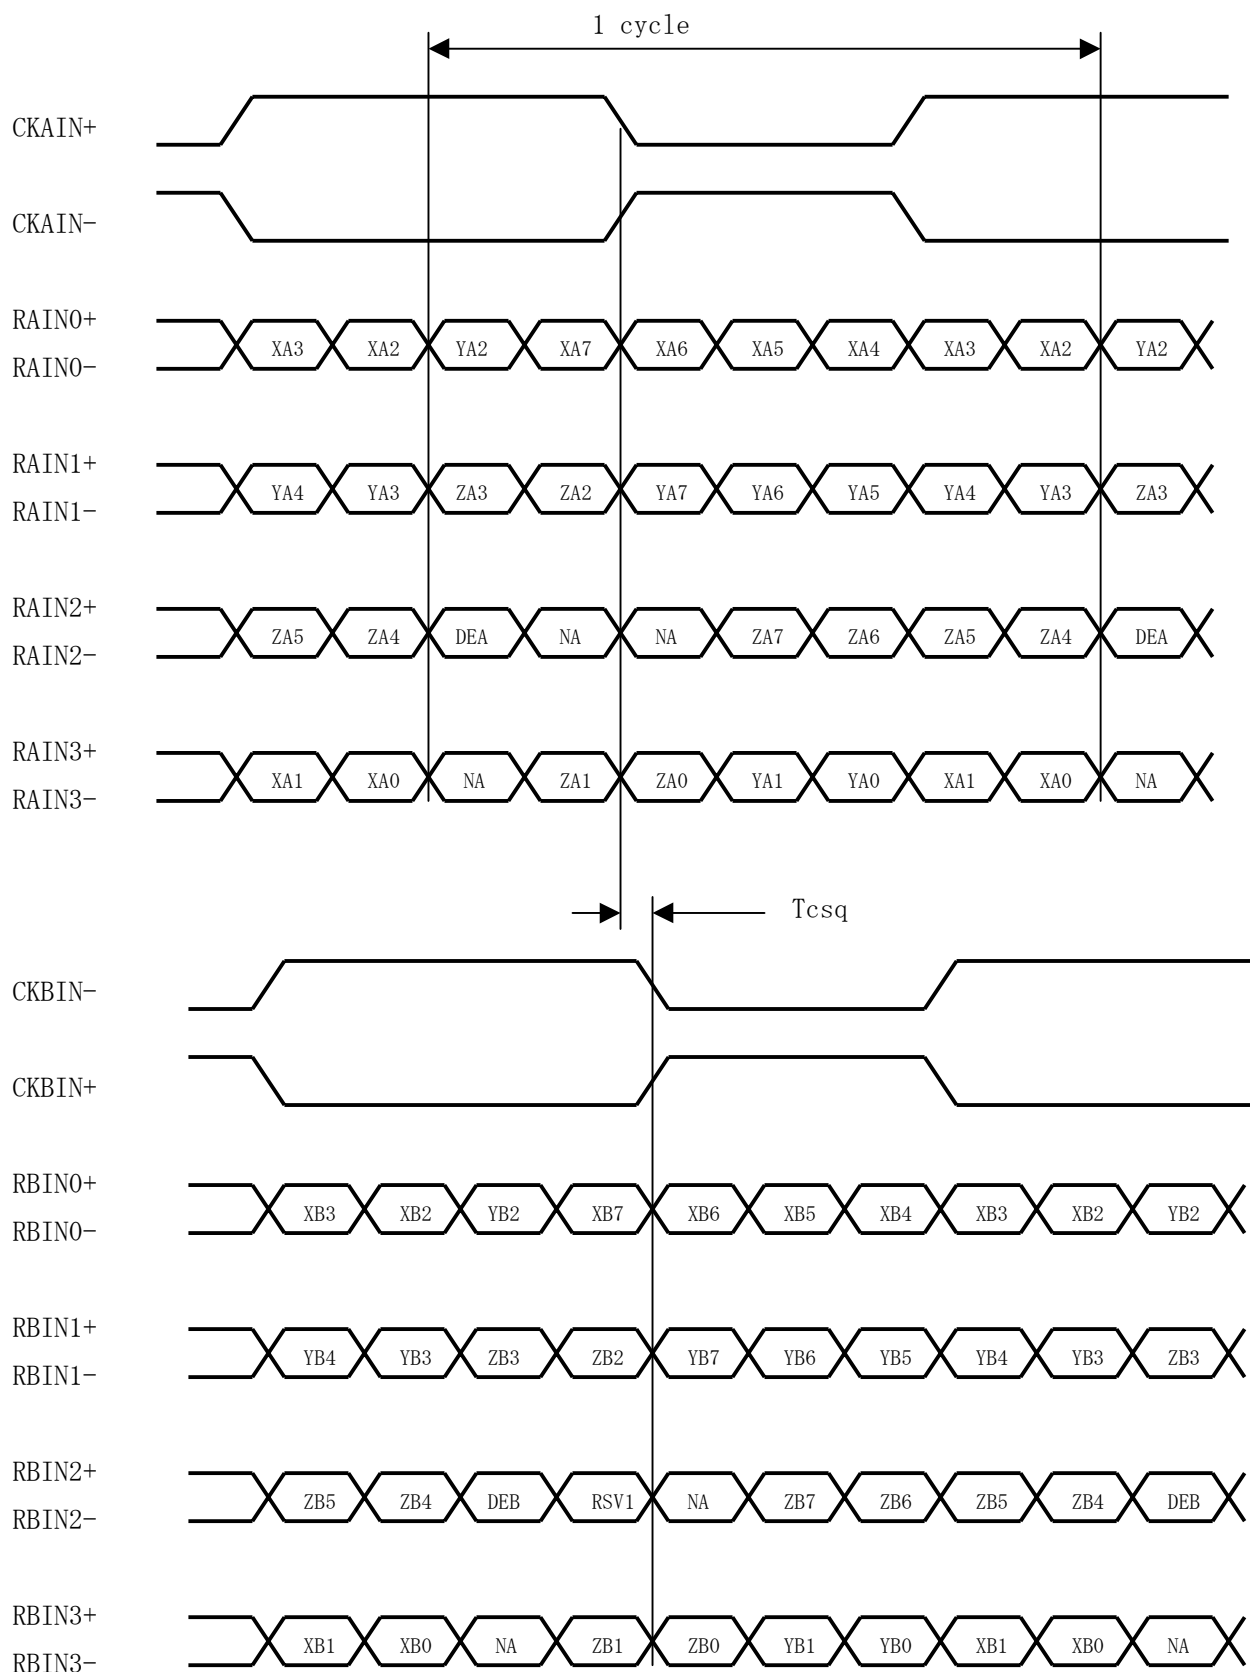 1 cycle
CKAIN+
CKAIN-
RAIN0+
XA3 XA2 YA2 XA7 XA6 XA5 XA4 XA3 XA2 YA2
RAIN0-
RAIN1+
YA4 YA3 ZA3 ZA2 YA7 YA6 YA5 YA4 YA3 ZA3
RAIN1-
RAIN2+
ZA5 ZA4 DEA NA NA ZA7 ZA6 ZA5 ZA4 DEA
RAIN2-
RAIN3+
XA1 XA0 NA ZA1 ZA0 YA1 YA0 XA1 XA0 NA
RAIN3-
Tcsq
CKBIN-
CKBIN+
RBIN0+
XB3 XB2 YB2 XB7 XB6 XB5 XB4 XB3 XB2 YB2
RBIN0-
RBIN1+
YB4 YB3 ZB3 ZB2 YB7 YB6 YB5 YB4 YB3 ZB3
RBIN1-
RBIN2+
ZB5 ZB4 DEB RSV1 NA ZB7 ZB6 ZB5 ZB4 DEB
RBIN2-
RBIN3+
XB1 XB0 NA ZB1 ZB0 YB1 YB0 XB1 XB0 NA
RBIN3-